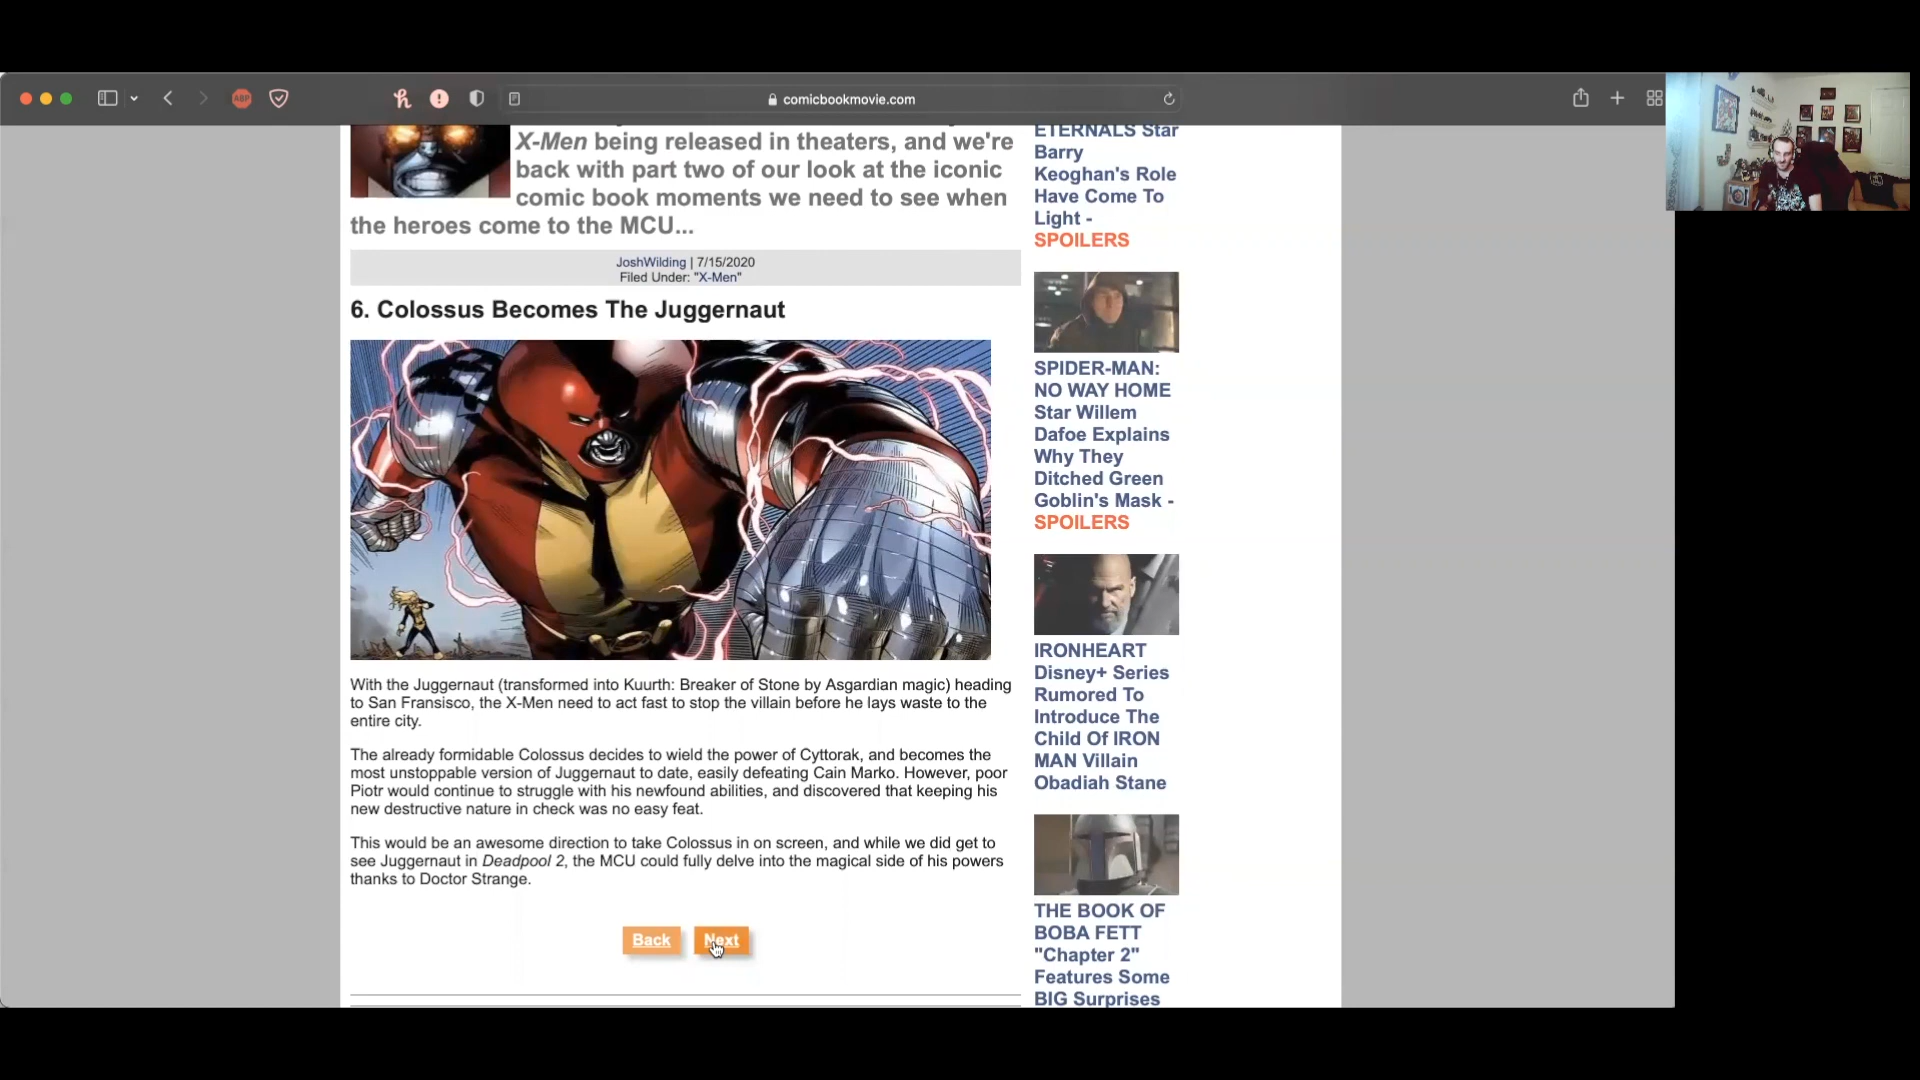 ABP
comicbookmovie.com
X-Men being released in theaters, and we're
back with part two of our look at the iconic
comic book moments we need to see when
the heroes come to the MCU...
JoshWilding | 7/15/2020
Filed Under: "X-Men"
6. Colossus Becomes The Juggernaut
With the Juggernaut (transformed into Kuurth: Breaker of Stone by Asgardian magic) heading
to San Fransisco, the X-Men need to act fast to stop the villain before he lays waste to the
entire city.
The already formidable Colossus decides to wield the power of Cyttorak, and becomes the
most unstoppable version of Juggernaut to date, easily defeating Cain Marko. However, poor
Piotr would continue to struggle with his newfound abilities, and discovered that keeping his
new destructive nature in check was no easy feat.
This would be an awesome direction to take Colossus in on screen, and while we did get to
see Juggernaut in Deadpool 2, the MCU could fully delve into the magical side of his powers
thanks to Doctor Strange.
Back
Next
ETERNALS Star
Barry
Keoghan's Role
Have Come To
Light -
SPOILERS
SPIDER-MAN:
NO WAY HOME
Star Willem
Dafoe Explains
Why They
Ditched Green
Goblin's Mask -
SPOILERS
IRONHEART
Disney+ Series
Rumored To
Introduce The
Child Of IRON
MAN Villain
Obadiah Stane
THE BOOK OF
BOBA FETT
"Chapter 2"
Features Some
BIG Surprises